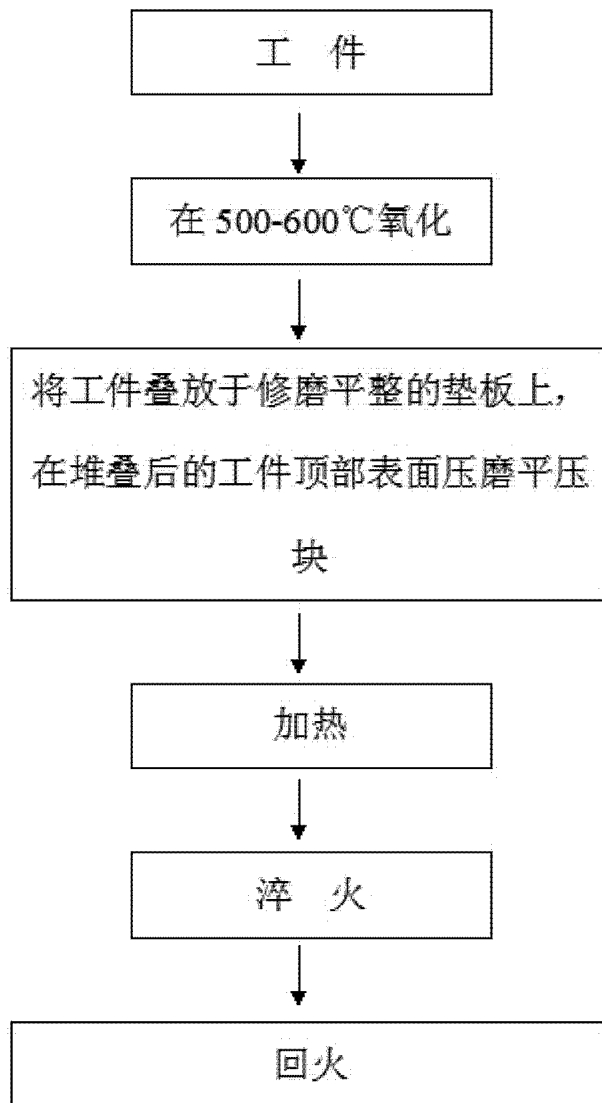 工 件
在 500-600℃氧化
将工件叠放于修磨平整的垫板上，
在堆叠后的工件顶部表面压磨平压
块
加热
淬 火
回火